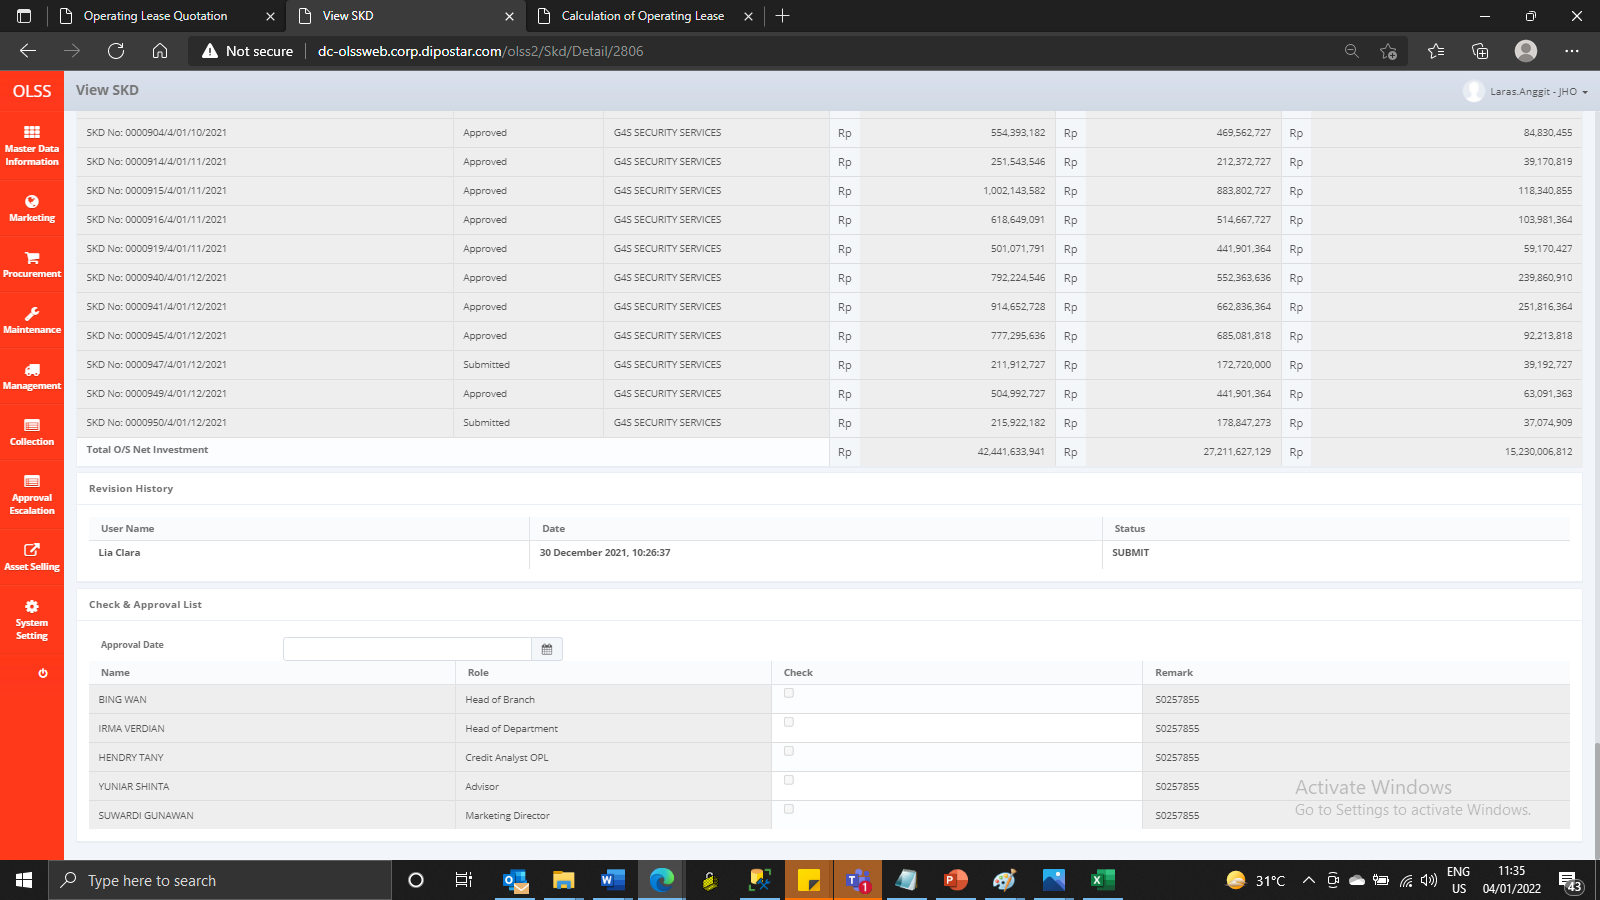 Operating Lease Quotation
View SKD
Calculation of Operating Lease
Not secure
dc-olssweb.corp.dipostar.com/olss2/Skd/Detail/2806
OLSS
View SKD
Laras.Anggit - JHO
Master Data Information
Marketing
Procurement
Maintenance
Management
Collection
Approval Escalation
Asset Selling
System Setting
SKD No: 0000904/4/01/10/2021 Approved G4S SECURITY SERVICES Rp 554,393,182 Rp 469,562,727 Rp 84,830,455
SKD No: 0000914/4/01/11/2021 Approved G4S SECURITY SERVICES Rp 251,543,546 Rp 212,372,727 Rp 39,170,819
SKD No: 0000915/4/01/11/2021 Approved G4S SECURITY SERVICES Rp 1,002,143,582 Rp 883,802,727 Rp 118,340,855
SKD No: 0000916/4/01/11/2021 Approved G4S SECURITY SERVICES Rp 618,649,091 Rp 514,667,727 Rp 103,981,364
SKD No: 0000919/4/01/11/2021 Approved G4S SECURITY SERVICES Rp 501,071,791 Rp 441,901,364 Rp 59,170,427
SKD No: 0000940/4/01/12/2021 Approved G4S SECURITY SERVICES Rp 792,224,546 Rp 552,363,636 Rp 239,860,910
SKD No: 0000941/4/01/12/2021 Approved G4S SECURITY SERVICES Rp 914,652,728 Rp 662,836,364 Rp 251,816,364
SKD No: 0000945/4/01/12/2021 Approved G4S SECURITY SERVICES Rp 777,295,636 Rp 685,081,818 Rp 92,213,818
SKD No: 0000947/4/01/12/2021 Submitted G4S SECURITY SERVICES Rp 211,912,727 Rp 172,720,000 Rp 39,192,727
SKD No: 0000949/4/01/12/2021 Approved G4S SECURITY SERVICES Rp 504,992,727 Rp 441,901,364 Rp 63,091,363
SKD No: 0000950/4/01/12/2021 Submitted G4S SECURITY SERVICES Rp 215,922,182 Rp 178,847,273 Rp 37,074,909
Total O/S Net Investment Rp 42,441,633,941 Rp 27,211,627,129 Rp 15,230,006,812
Revision History
User Name Date Status
Lia Clara 30 December 2021, 10:26:37 SUBMIT
Check & Approval List
Approval Date
Name Role Check Remark
BING WAN Head of Branch S0257855
IRMA VERDIAN Head of Department S0257855
HENDRY TANY Credit Analyst OPL S0257855
YUNIAR SHINTA Advisor S0257855
SUWARDI GUNAWAN Marketing Director S0257855
Activate Windows
Go to Settings to activate Windows.
Type here to search
1
31°C
ENG
US
11:35
04/01/2022
43